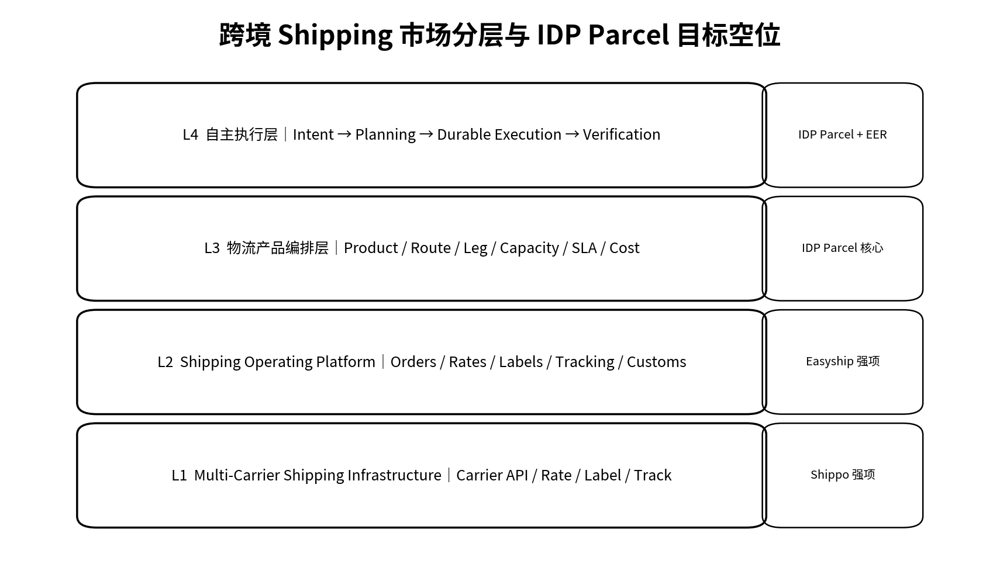 跨境 Shipping 市场分层与 IDP Parcel 目标空位
L4 自主执行层｜Intent → Planning → Durable Execution → Verification
IDP Parcel + EER
L3 物流产品编排层｜Product / Route / Leg / Capacity / SLA / Cost
IDP Parcel 核心
L2 Shipping Operating Platform｜Orders / Rates / Labels / Tracking / Customs
Easyship 强项
L1 Multi-Carrier Shipping Infrastructure｜Carrier API / Rate / Label / Track
Shippo 强项